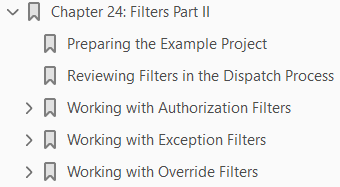 Chapter 24: Filters Part II
Preparing the Example Project
Reviewing Filters in the Dispatch Process
Working with Authorization Filters
Working with Exception Filters
Working with Override Filters